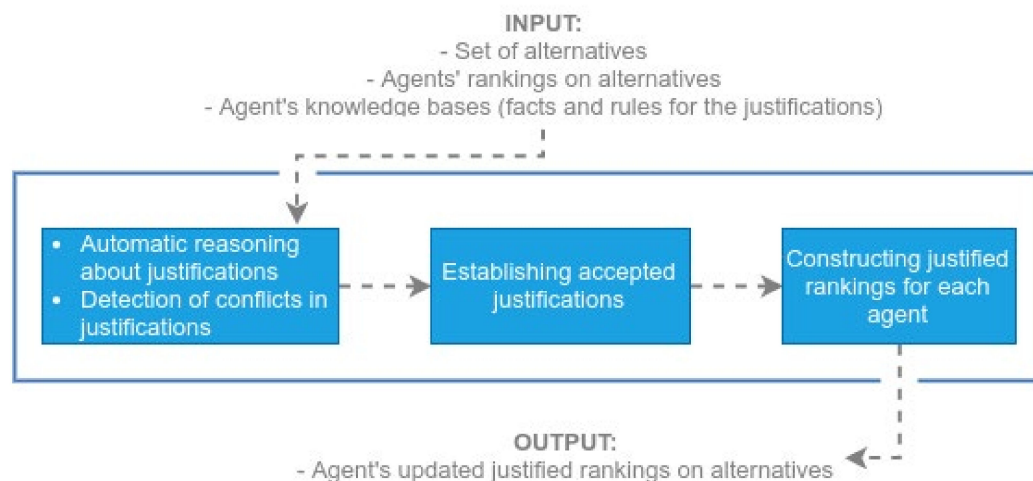 INPUT:
- Set of alternatives
- Agents' rankings on alternatives
- Agent's knowledge bases (facts and rules for the justifications)
• Automatic reasoning
about justifications
• Detection of conflicts in
justifications
Establishing accepted
justifications
Constructing justified
rankings for each
agent
OUTPUT:
- Agent's updated justified rankings on alternatives